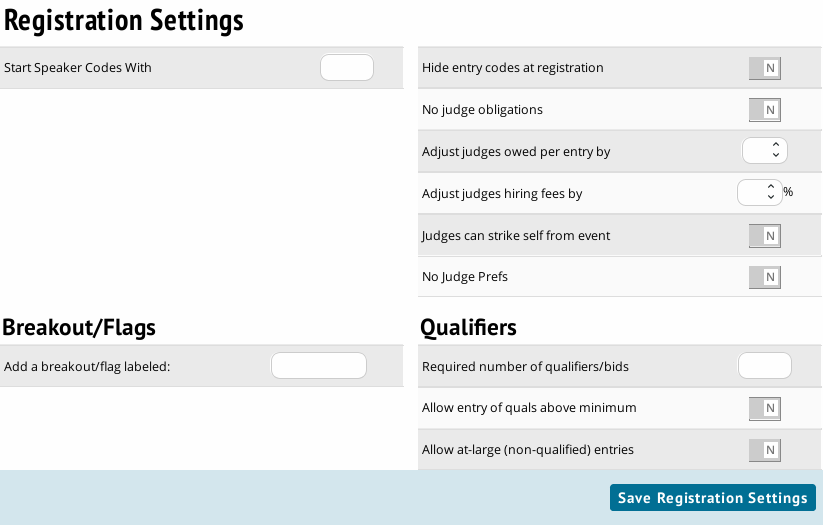 Registration Settings
Start Speaker Codes With
Hide entry codes at registration N
No judge obligations N
Adjust judges owed per entry by
Adjust judges hiring fees by %
Judges can strike self from event N
No Judge Prefs N
Breakout/Flags
Add a breakout/flag labeled:
Qualifiers
Required number of qualifiers/bids
Allow entry of quals above minimum N
Allow at-large (non-qualified) entries N
Save Registration Settings